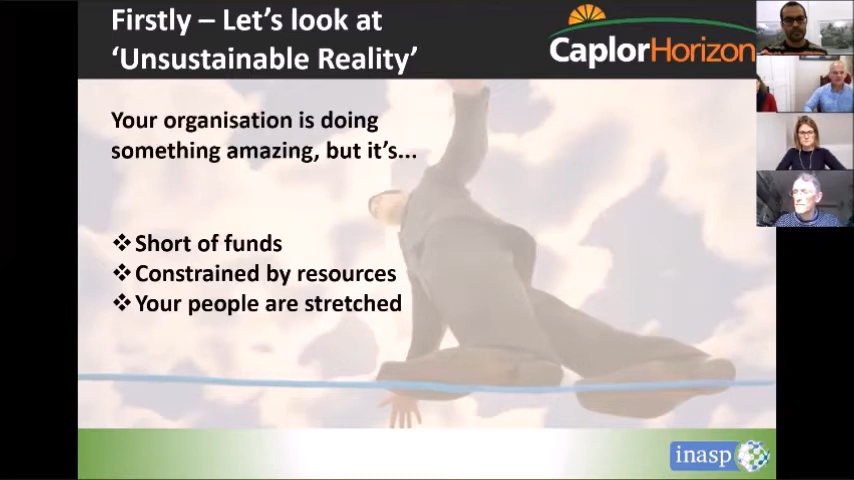 Firstly – Let's look at
'Unsustainable Reality'
CaplorHorizon
Your organisation is doing
something amazing, but it's...
❖ Short of funds
❖ Constrained by resources
❖ Your people are stretched
inasp